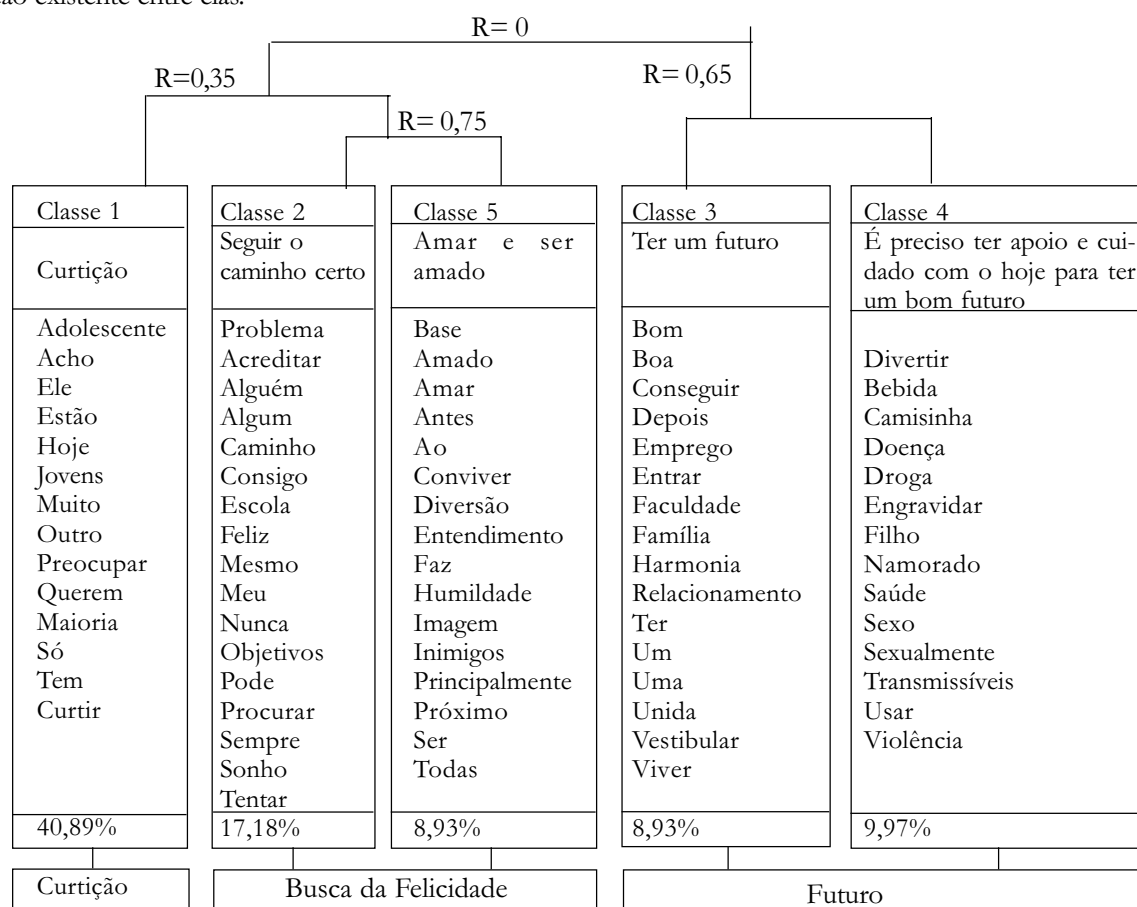 R= 0
R=0,35
R= 0,65
R= 0,75
Classe 1
Curtição
Adolescente
Acho
Ele
Estão
Hoje
Jovens
Muito
Outro
Preocupar
Querem
Maioria
Só
Tem
Curtir
40,89%
Curtição
Classe 2
Seguir o
caminho certo
Problema
Acreditar
Alguém
Algum
Caminho
Consigo
Escola
Feliz
Mesmo
Meu
Nunca
Objetivos
Pode
Procurar
Sempre
Sonho
Tentar
17,18%
Classe 5
Amar e ser
amado
Base
Amado
Amar
Antes
Ao
Conviver
Diversão
Entendimento
Faz
Humildade
Imagem
Inimigos
Principalmente
Próximo
Ser
Todas
8,93%
Busca da Felicidade
Classe 3
Ter um futuro
Bom
Boa
Conseguir
Depois
Emprego
Entrar
Faculdade
Família
Harmonia
Relacionamento
Ter
Um
Uma
Unida
Vestibular
Viver
8,93%
Classe 4
É preciso ter apoio e cui-
dado com o hoje para ter
um bom futuro
Divertir
Bebida
Camisinha
Doença
Droga
Engravidar
Filho
Namorado
Saúde
Sexo
Sexualmente
Transmissíveis
Usar
Violência
9,97%
Futuro